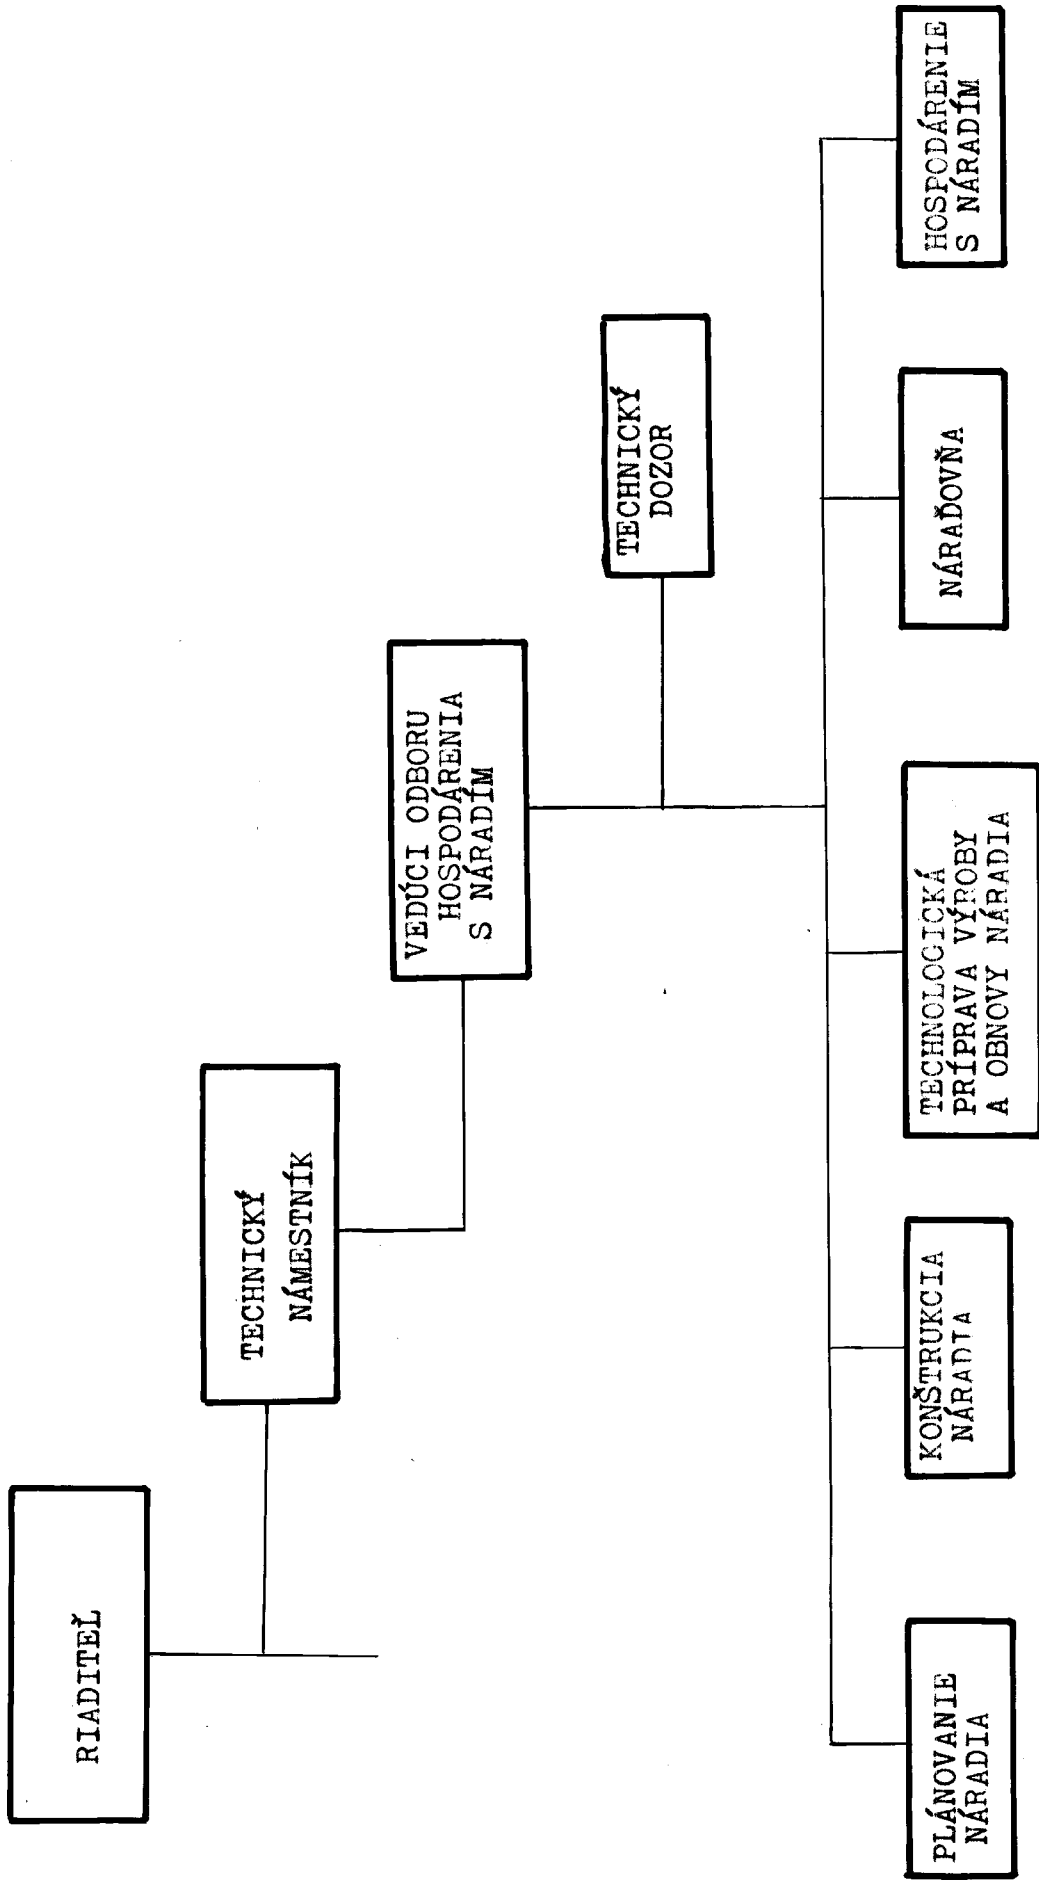 RIADITEĽ
TECHNICKÝ
NÁMESTNÍK
VEDÚCI ODBORU
HOSPODÁRENIA
S NÁRADÍM
TECHNICKÝ
DOZOR
PLÁNOVANIE
NÁRADIA
KONŠTRUKCIA
NÁRADIA
TECHNOLOGICKÁ
PRÍPRAVA VÝROBY
A OBNOVY NÁRADIA
NÁRAĎOVŇA
HOSPODÁRENIE
S NÁRADÍM